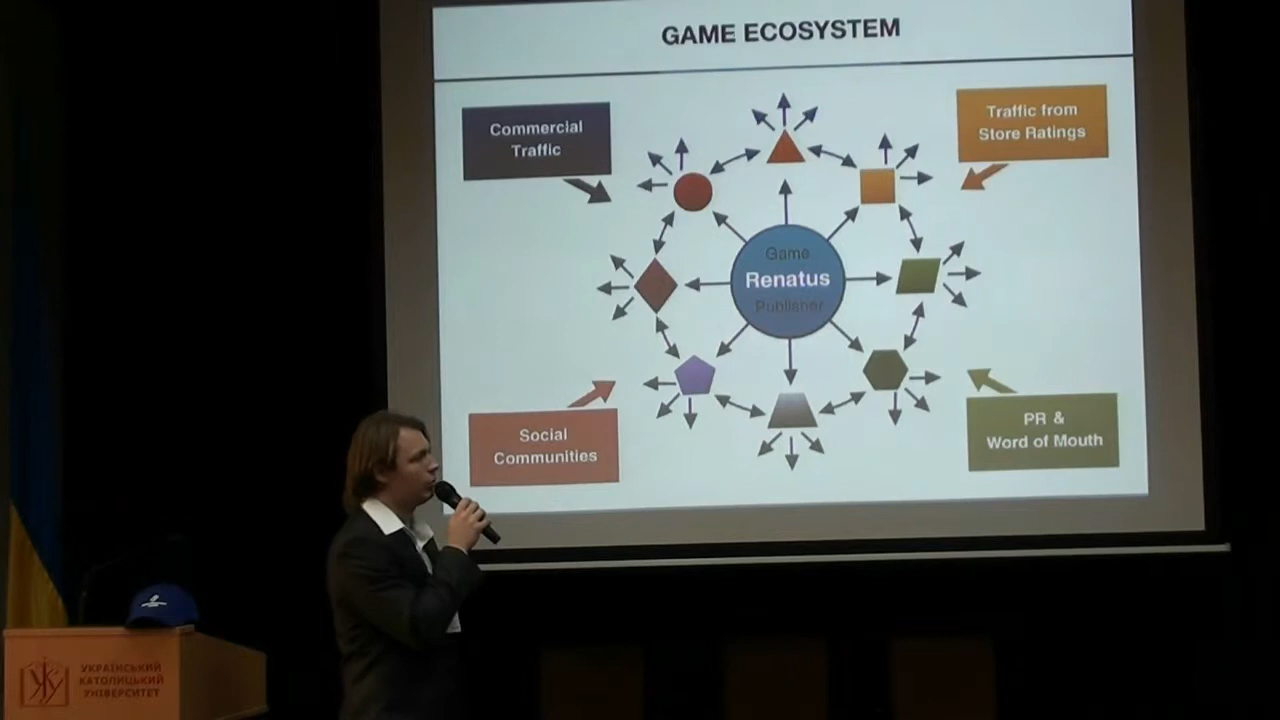 GAME ECOSYSTEM
Commercial
Traffic
Traffic from
Store Ratings
Game
Renatus
Publisher
Social
Communities
PR &
Word of Mouth
УКРАЇНСЬКИЙ
КАТОЛИЦЬКИЙ
УНІВЕРСИТЕТ